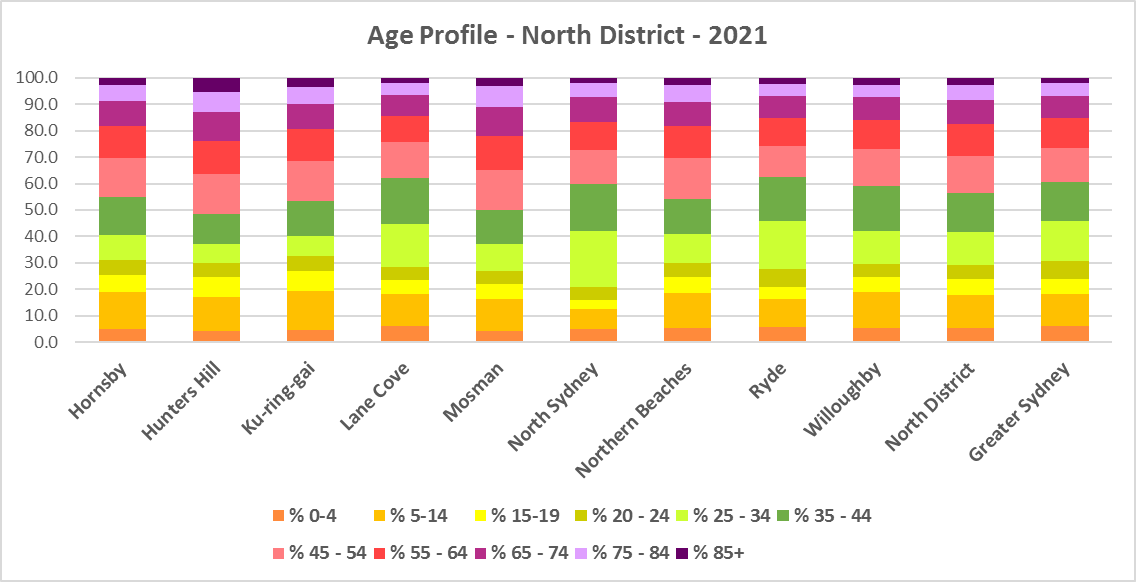 Age Profile - North District - 2021
100.0
90.0
80.0
70.0
60.0
50.0
40.0
30.0
20.0
10.0
0.0
Hornsby
Hunters Hill
Ku-ring-gai
Lane Cove
Mosman
North Sydney
Northern Beaches
Ryde
Willoughby
North District
Greater Sydney
% 0-4 % 5-14 % 15-19 % 20 - 24 % 25 - 34 % 35 - 44
% 45 - 54 % 55 - 64 % 65 - 74 % 75 - 84 % 85+